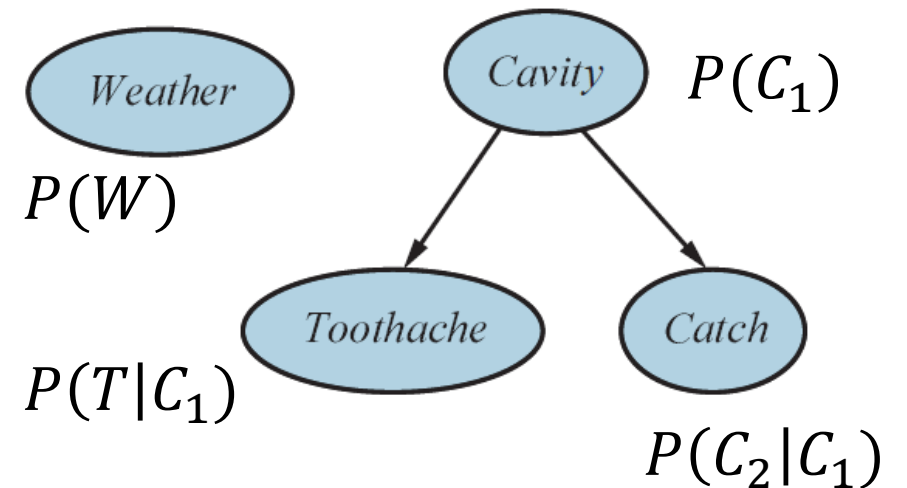 Weather
Cavity
P(C₁)
P(W)
Toothache
Catch
P(T|C₁)
P(C₂|C₁)